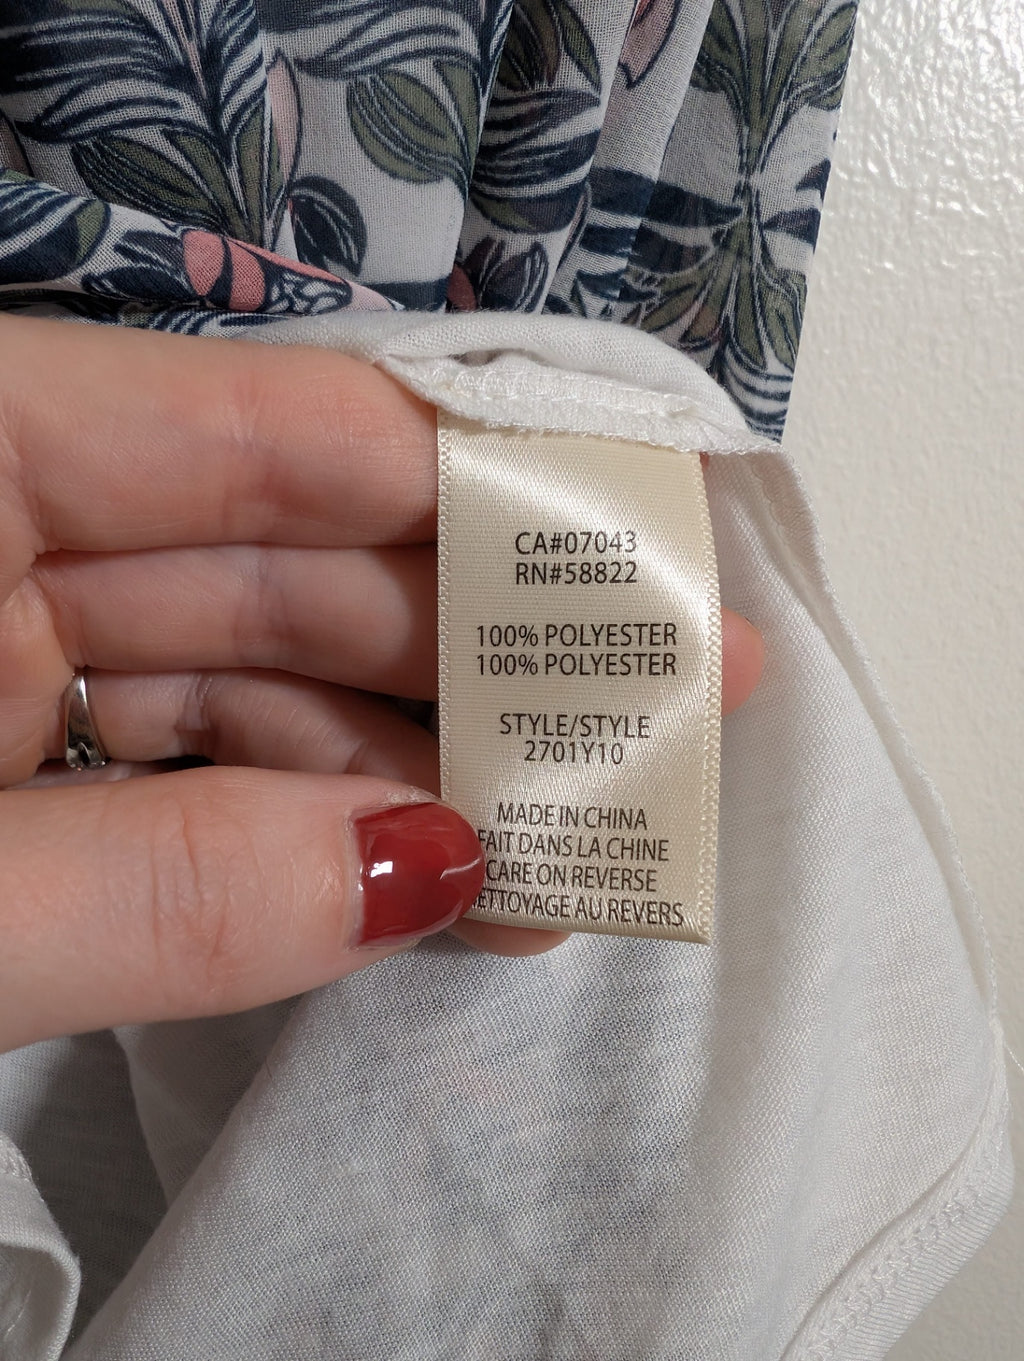 CA#07043
RN#58822
100% POLYESTER
100% POLYESTER
STYLE/STYLE
2701Y10
MADE IN CHINA
FAIT DANS LA CHINE
CARE ON REVERSE
AU REVERS